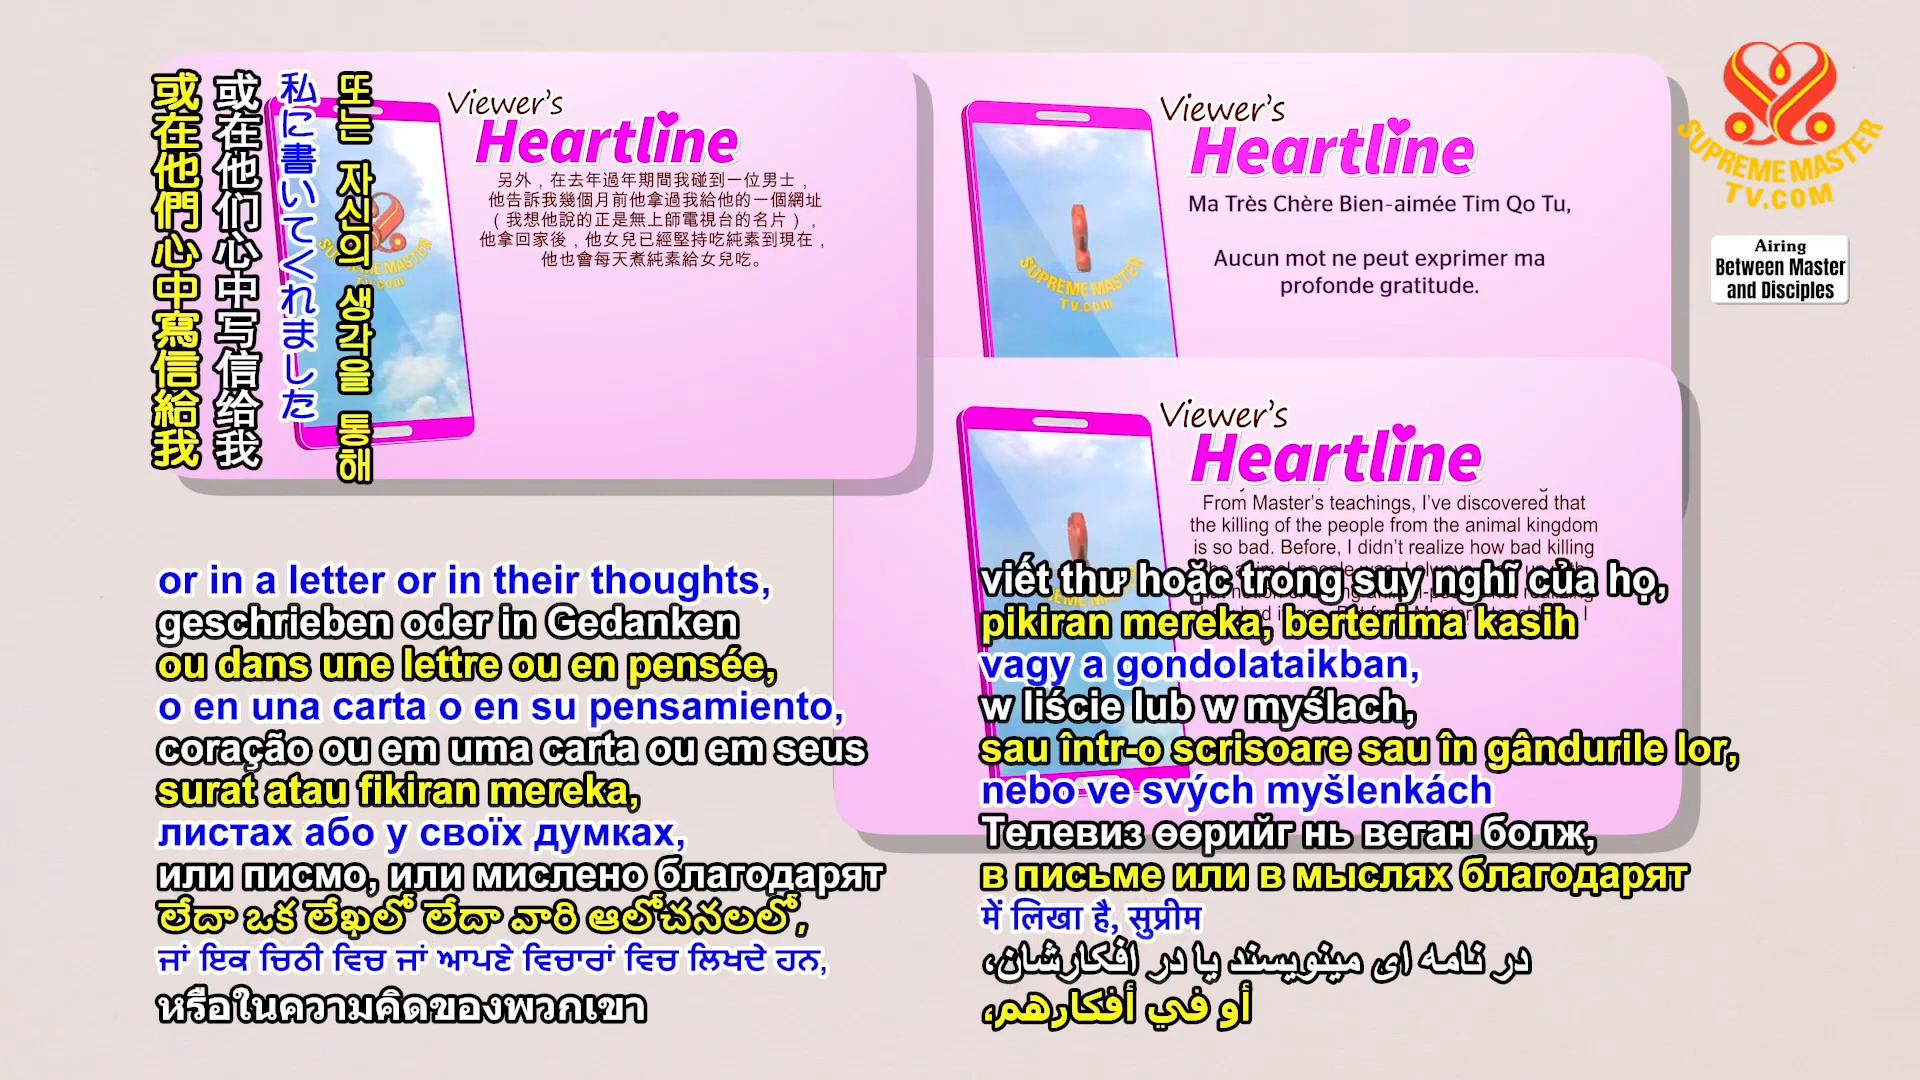 或在他們心中寫信給我
或在他们心中写信给我
私に書いてくれました
또는 자신의 생각을 통해
Viewer's
Heartline
另外，在去年過年期間我碰到一位男士，
他告訴我幾個月前他拿過我給他的一個網址
（我想他說的正是無上師電視台的名片），
他拿回家後，他女兒已經堅持吃純素到現在，
他也會每天煮純素給女兒吃。
SUPREME MASTER
TV.com
Viewer's
Heartline
Ma Très Chère Bien-aimée Tim Qo Tu,
Aucun mot ne peut exprimer ma
profonde gratitude.
SUPREME MASTER
TV.com
SUPREME MASTER
TV.COM
Airing
Between Master
and Disciples
Viewer's
Heartline
From Master's teachings, I've discovered that
the killing of the people from the animal kingdom
is so bad. Before, I didn't realize how bad killing
or in a letter or in their thoughts,
geschrieben oder in Gedanken
ou dans une lettre ou en pensée,
o en una carta o en su pensamiento,
coração ou em uma carta ou em seus
surat atau fikiran mereka,
листах або у своїх думках,
или писмо, или мислено благодарят
లేదా ఒక లేఖలో లేదా వారి ఆలోచనలలో,
ਜਾਂ ਇਕ ਚਿਠੀ ਵਿਚ ਜਾਂ ਆਪਣੇ ਵਿਚਾਰਾਂ ਵਿਚ ਲਿਖਦੇ ਹਨ,
หรือในความคิดของพวกเขา
viết thư hoặc trong suy nghĩ của họ,
pikiran mereka, berterima kasih
vagy a gondolataikban,
w liście lub w myślach,
sau într-o scrisoare sau în gândurile lor,
nebo ve svých myšlenkách
Телевиз өөрийг нь веган болж,
в письме или в мыслях благодарят
में लिखा है, सुप्रीम
در نامه ای مینویسند یا در افکارشان،
أو في أفكارهم،